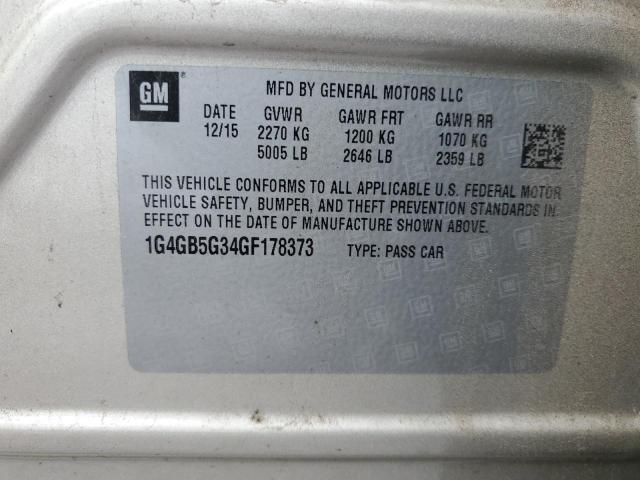 GM
MFD BY GENERAL MOTORS LLC
DATE GVWR GAWR FRT GAWR RR
12/15 2270 KG 1200 KG 1070 KG
5005 LB 2646 LB 2359 LB
THIS VEHICLE CONFORMS TO ALL APPLICABLE U.S. FEDERAL MOTOR
VEHICLE SAFETY, BUMPER, AND THEFT PREVENTION STANDARDS IN
EFFECT ON THE DATE OF MANUFACTURE SHOWN ABOVE.
1G4GB5G34GF178373 TYPE: PASS CAR